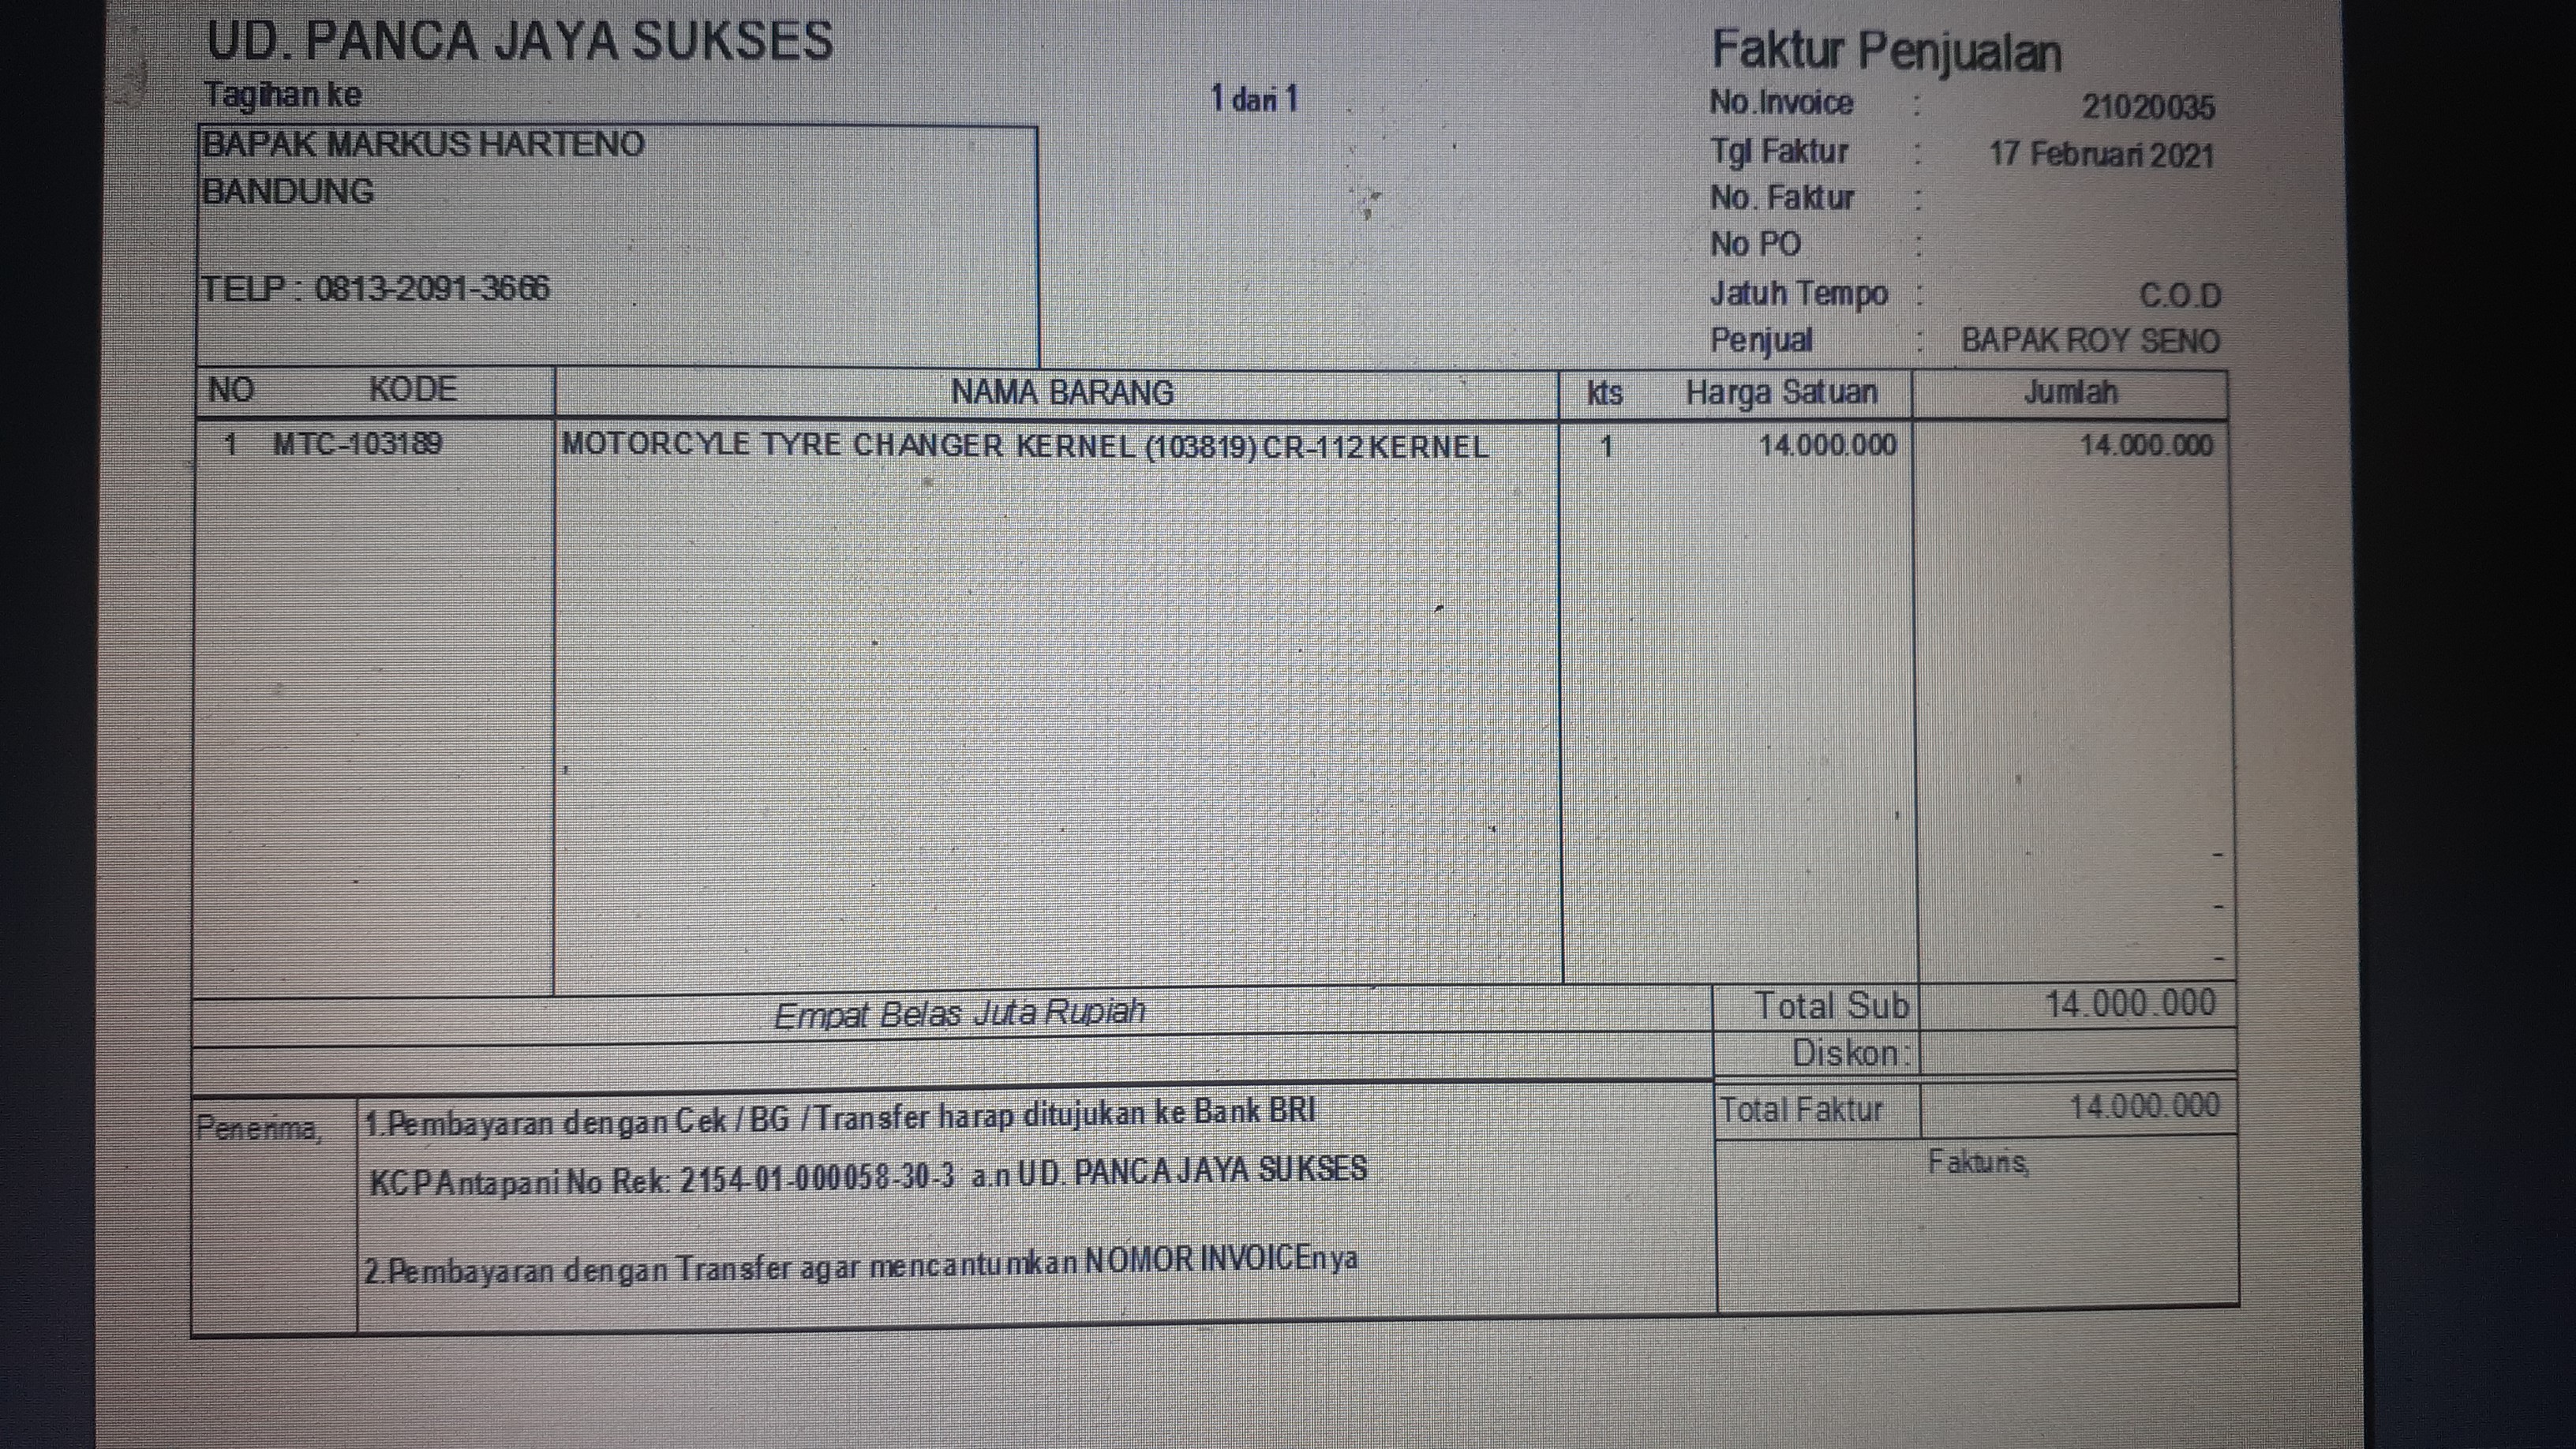 UD. PANCA JAYA SUKSES
Faktur Penjualan
Tagihan ke
1 dari 1
BAPAK MARKUS HARTENO
BANDUNG
TELP : 0813-2091-3666
No.Invoice : 21020035
Tgl Faktur : 17 Februari 2021
No. Faktur :
No PO :
Jatuh Tempo : C.O.D
Penjual : BAPAK ROY SENO
NO KODE NAMA BARANG kts Harga Satuan Jumlah
1 MTC-103189 MOTORCYLE TYRE CHANGER KERNEL (103819) CR-112 KERNEL 1 14.000.000 14.000.000
-
-
-
Empat Belas Juta Rupiah
Total Sub 14.000.000
Diskon:
Total Faktur 14.000.000
Penerima,
1.Pembayaran dengan Cek / BG / Transfer harap ditujukan ke Bank BRI
KCP Antapani No Rek: 2154-01-000058-30-3 a.n UD. PANCA JAYA SUKSES
2.Pembayaran dengan Transfer agar mencantumkan NOMOR INVOICEnya
Fakturis,